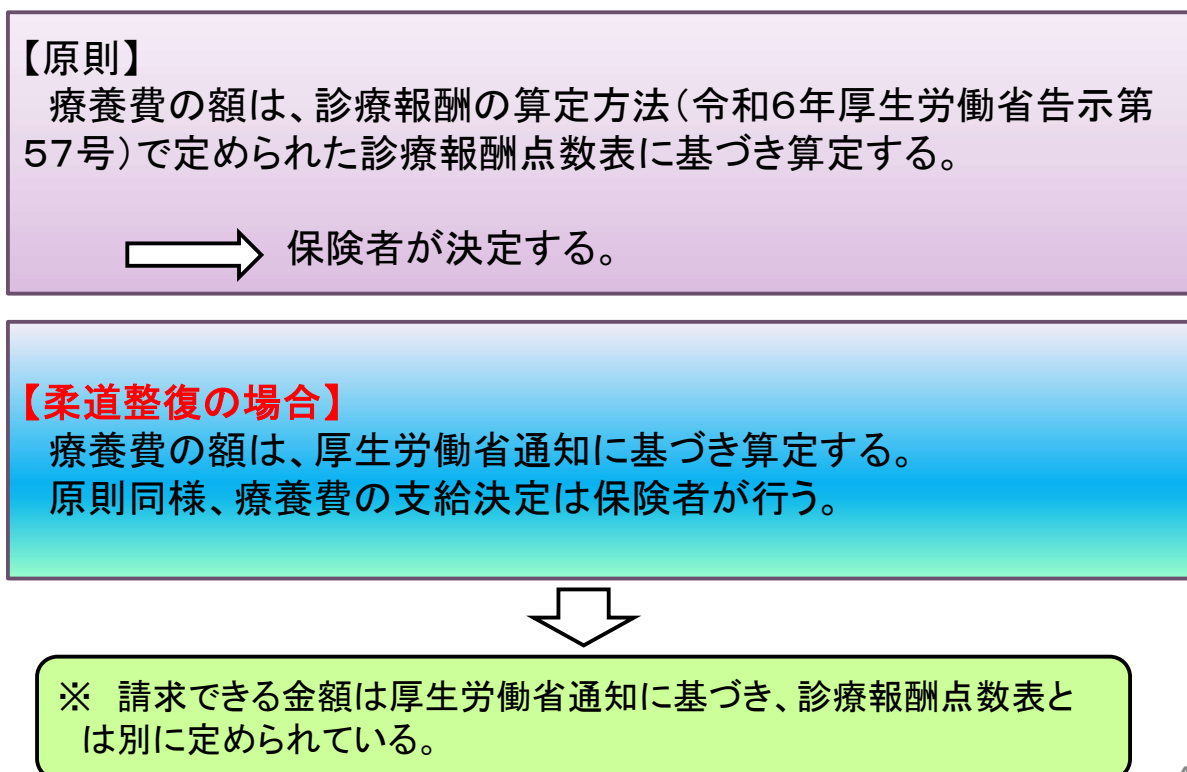 【原則】
療養費の額は、診療報酬の算定方法(令和6年厚生労働省告示第
57号)で定められた診療報酬点数表に基づき算定する。
保険者が決定する。
【柔道整復の場合】
療養費の額は、厚生労働省通知に基づき算定する。
原則同様、療養費の支給決定は保険者が行う。
※ 請求できる金額は厚生労働省通知に基づき、診療報酬点数表と
は別に定められている。